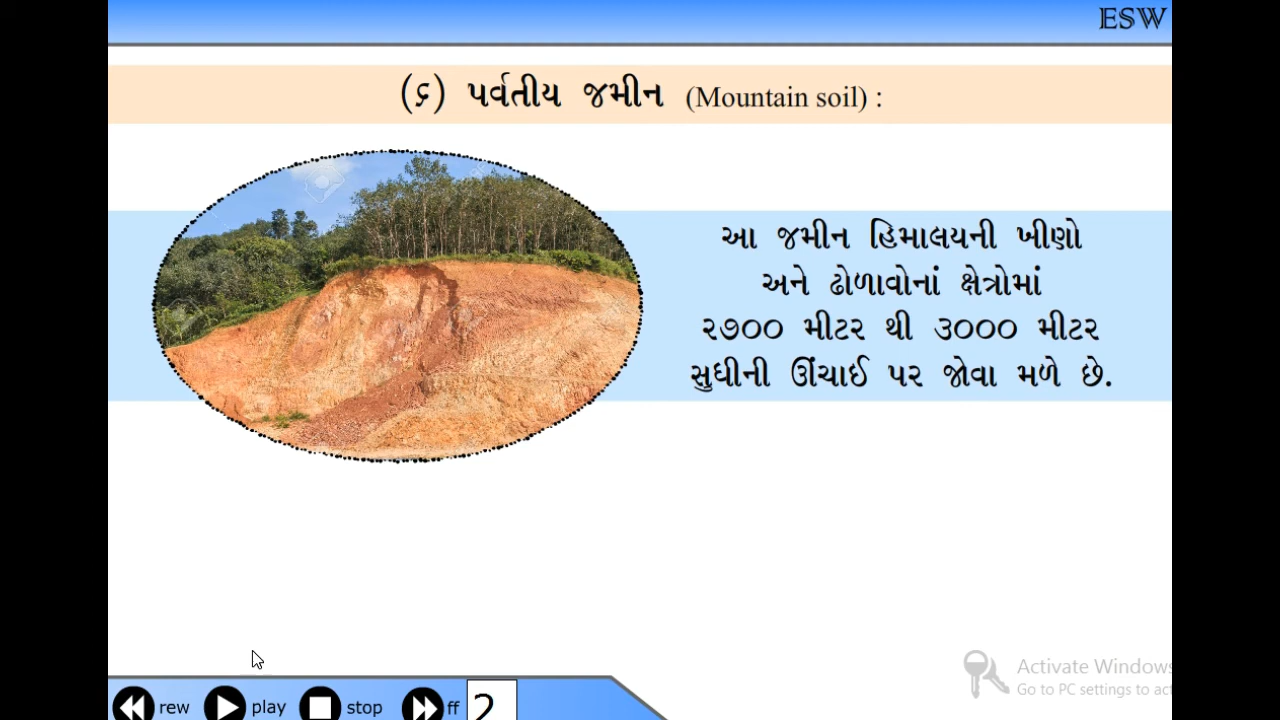 ESW
(૬) પર્વતીય જમીન (Mountain soil) :
આ જમીન હિમાલયની ખીણો
અને ઢોળાવોનાં ક્ષેત્રોમાં
૨૭૦૦ મીટર થી ૩૦૦૦ મીટર
સુધીની ઊંચાઈ પર જોવા મળે છે.
Activate Windows
Go to PC settings to act
rew play stop ff 2